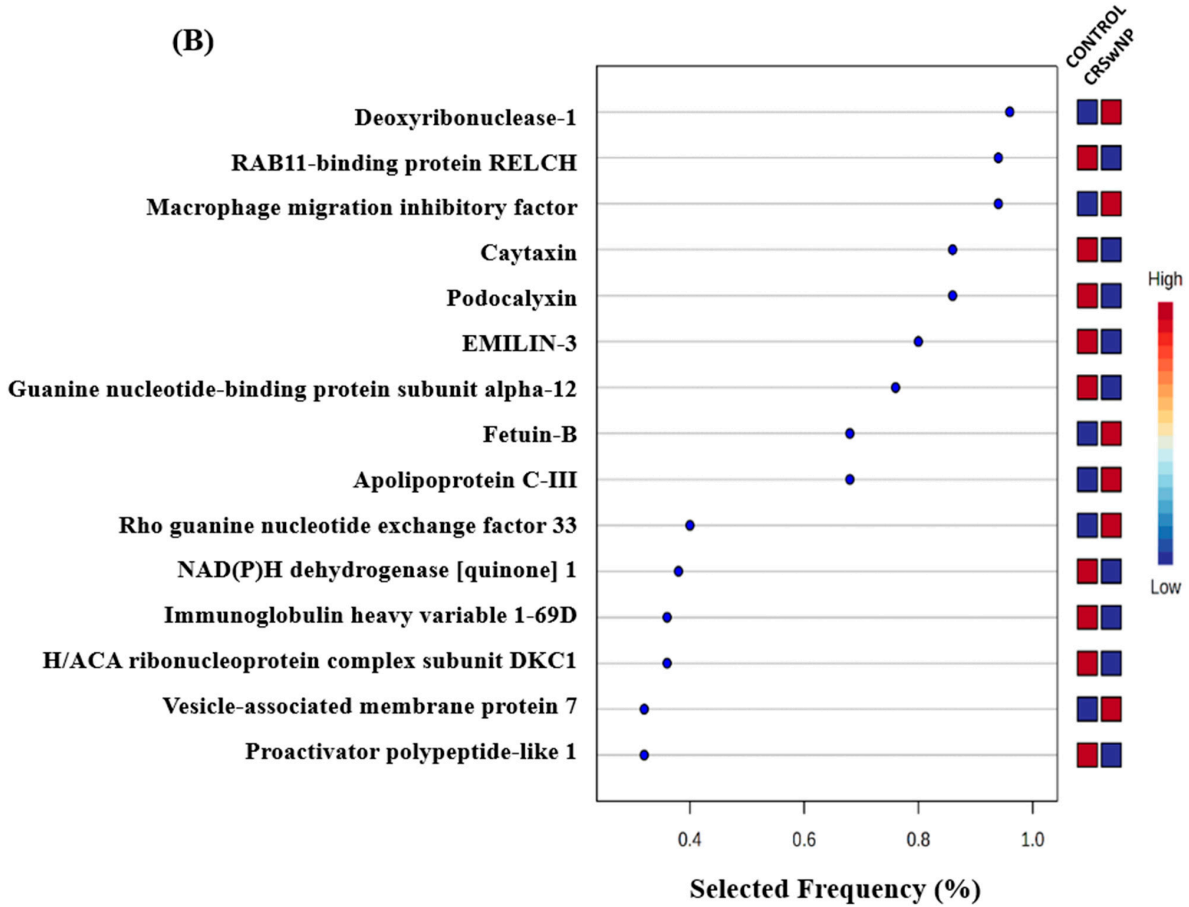 (B)
CONTROL
CRSwNP
Deoxyribonuclease-1
RAB11-binding protein RELCH
Macrophage migration inhibitory factor
Caytaxin
Podocalyxin
EMILIN-3
Guanine nucleotide-binding protein subunit alpha-12
Fetuin-B
Apolipoprotein C-III
Rho guanine nucleotide exchange factor 33
NAD(P)H dehydrogenase [quinone] 1
Immunoglobulin heavy variable 1-69D
H/ACA ribonucleoprotein complex subunit DKC1
Vesicle-associated membrane protein 7
Proactivator polypeptide-like 1
High
Low
0.4 0.6 0.8 1.0
Selected Frequency (%)